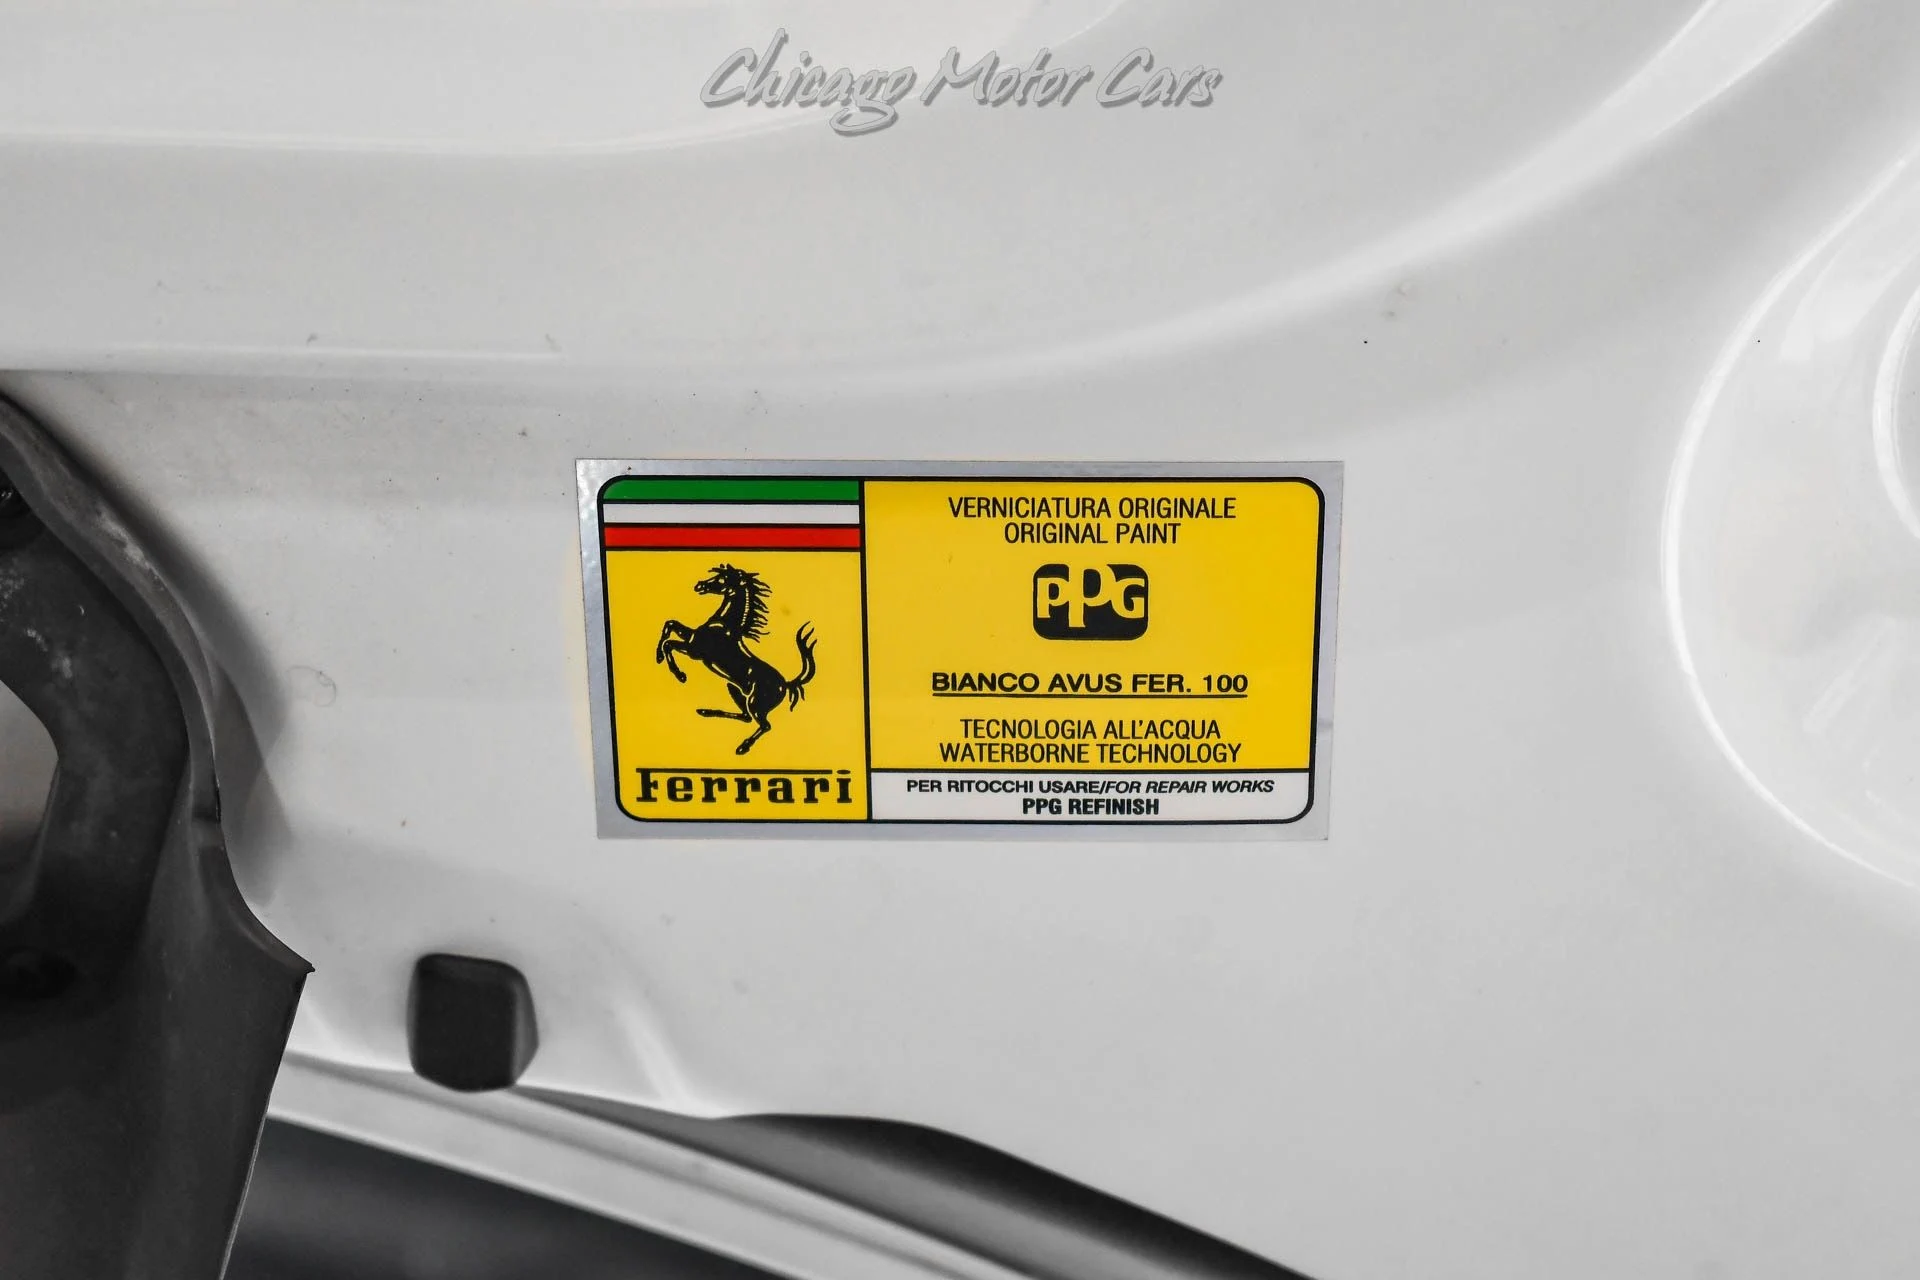 Chicago Motor Cars
VERNICIATURA ORIGINALE
ORIGINAL PAINT
PPG
BIANCO AVUS FER. 100
TECNOLOGIA ALL'ACQUA
WATERBORNE TECHNOLOGY
Ferrari
PER RITOCCHI USARE/FOR REPAIR WORKS
PPG REFINISH